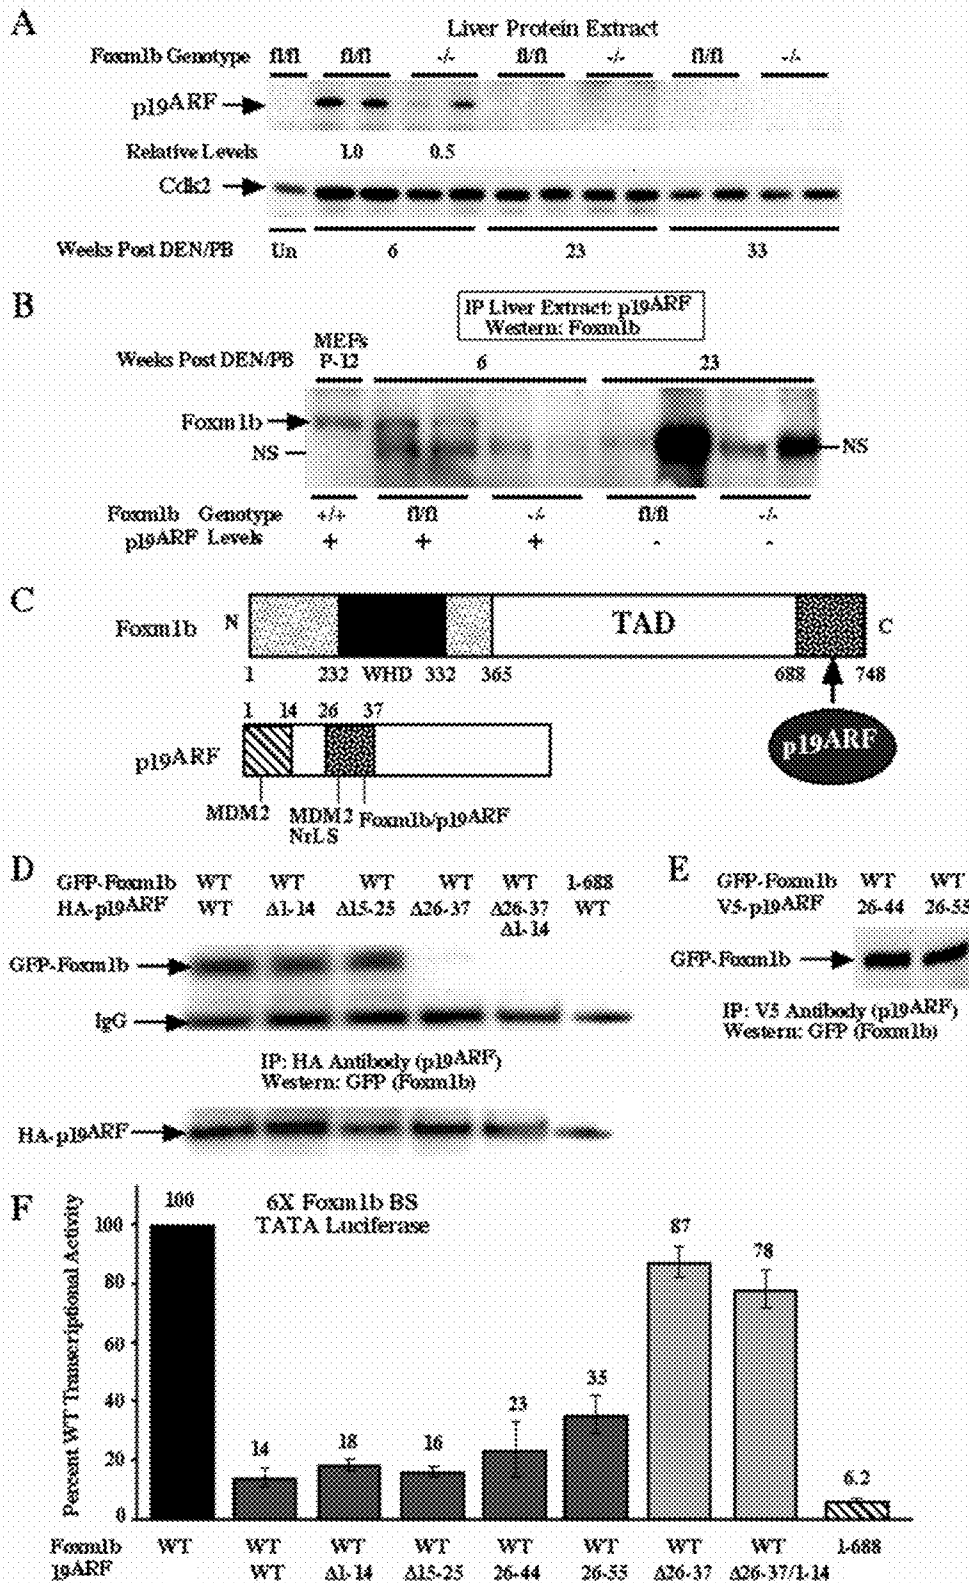 A
Liver Protein Extract
Foxm1b Genotype fl/fl fl/fl -/- fl/fl -/- fl/fl -/-
p19ARF
Relative Levels 1.0 0.5
Cdk2
Weeks Post DEN/PB Un 6 23 33
B
IP Liver Extract: p19ARF
Western: Foxm1b
MEFs
Weeks Post DEN/PB P-12 6 23
Foxm1b
NS NS
Foxm1b Genotype +/+ fl/fl -/- fl/fl -/-
p19ARF Levels + + + - -
C
Foxm1b N TAD C
1 232 WHD 332 365 688 748
1 14 26 37
p19ARF p19ARF
MDM2 MDM2 Foxm1b/p19ARF
NrLS
D
GFP-Foxm1b WT WT WT WT WT 1-688
HA-p19ARF WT Δ1-14 Δ15-25 Δ26-37 Δ26-37 WT
Δ1-14
GFP-Foxm1b
IgG
IP: HA Antibody (p19ARF)
Western: GFP (Foxm1b)
HA-p19ARF
E
GFP-Foxm1b WT WT
V5-p19ARF 26-44 26-55
GFP-Foxm1b
IP: V5 Antibody (p19ARF)
Western: GFP (Foxm1b)
F
6X Foxm1b BS
TATA Luciferase
Percent WT Transcriptional Activity
100
80
60
40
20
0
100 14 18 16 23 35 87 78 6.2
Foxm1b WT WT WT WT WT WT WT WT 1-688
19ARF WT Δ1-14 Δ15-25 26-44 26-55 Δ26-37 Δ26-37/1-14